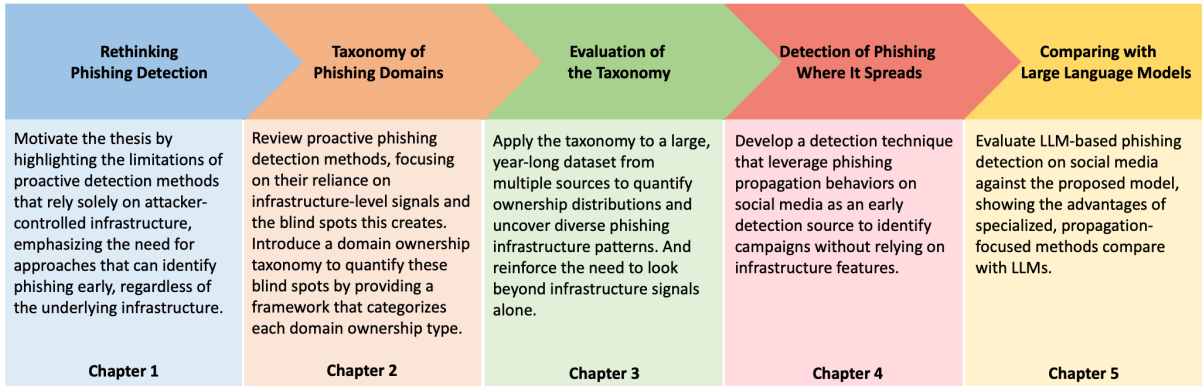 Rethinking
Phishing Detection
Motivate the thesis by
highlighting the limitations of
proactive detection methods
that rely solely on attacker-
controlled infrastructure,
emphasizing the need for
approaches that can identify
phishing early, regardless of
the underlying infrastructure.
Chapter 1
Taxonomy of
Phishing Domains
Review proactive phishing
detection methods, focusing
on their reliance on
infrastructure-level signals and
the blind spots this creates.
Introduce a domain ownership
taxonomy to quantify these
blind spots by providing a
framework that categorizes
each domain ownership type.
Chapter 2
Evaluation of
the Taxonomy
Apply the taxonomy to a large,
year-long dataset from
multiple sources to quantify
ownership distributions and
uncover diverse phishing
infrastructure patterns. And
reinforce the need to look
beyond infrastructure signals
alone.
Chapter 3
Detection of Phishing
Where It Spreads
Develop a detection technique
that leverage phishing
propagation behaviors on
social media as an early
detection source to identify
campaigns without relying on
infrastructure features.
Chapter 4
Comparing with
Large Language Models
Evaluate LLM-based phishing
detection on social media
against the proposed model,
showing the advantages of
specialized, propagation-
focused methods compare
with LLMs.
Chapter 5